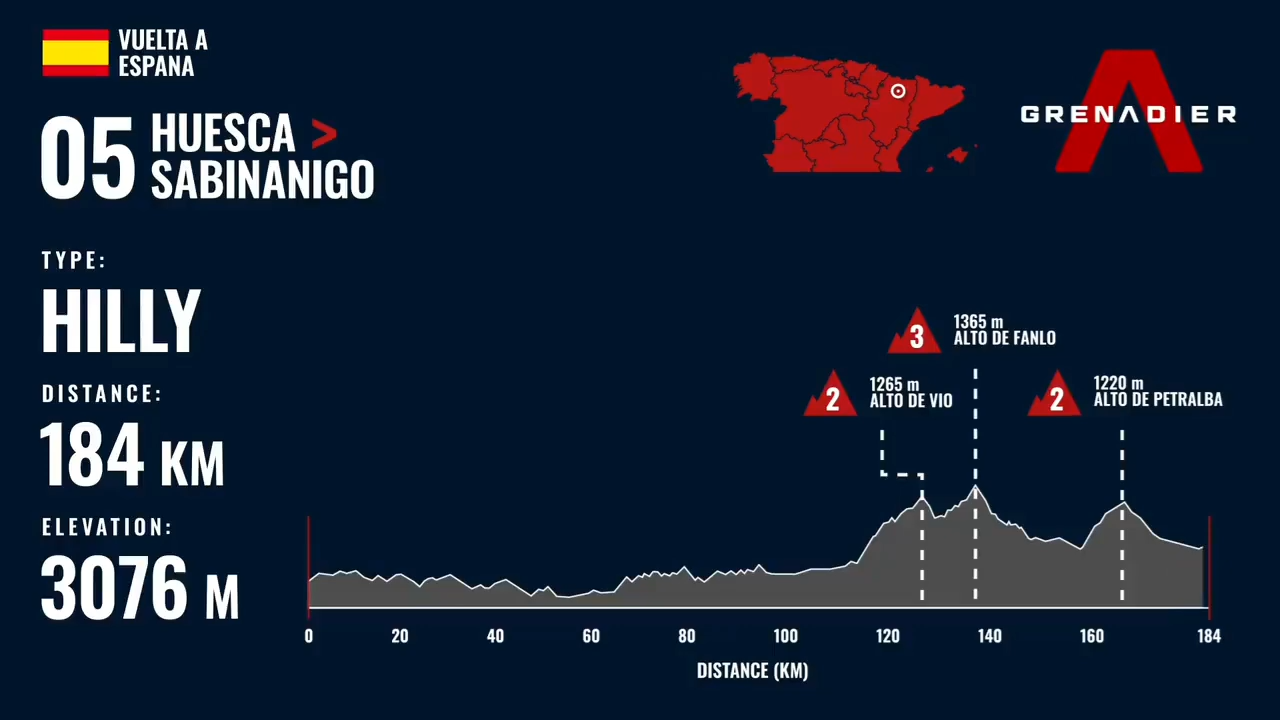 VUELTA A
ESPANA
05
HUESCA >
SABINANIGO
GRENADIER
TYPE:
HILLY
DISTANCE:
184 KM
ELEVATION:
3076 M
3
1365 m
ALTO DE FANLO
2
1265 m
ALTO DE VIO
2
1220 m
ALTO DE PETRALBA
0 20 40 60 80 100 120 140 160 184
DISTANCE (KM)